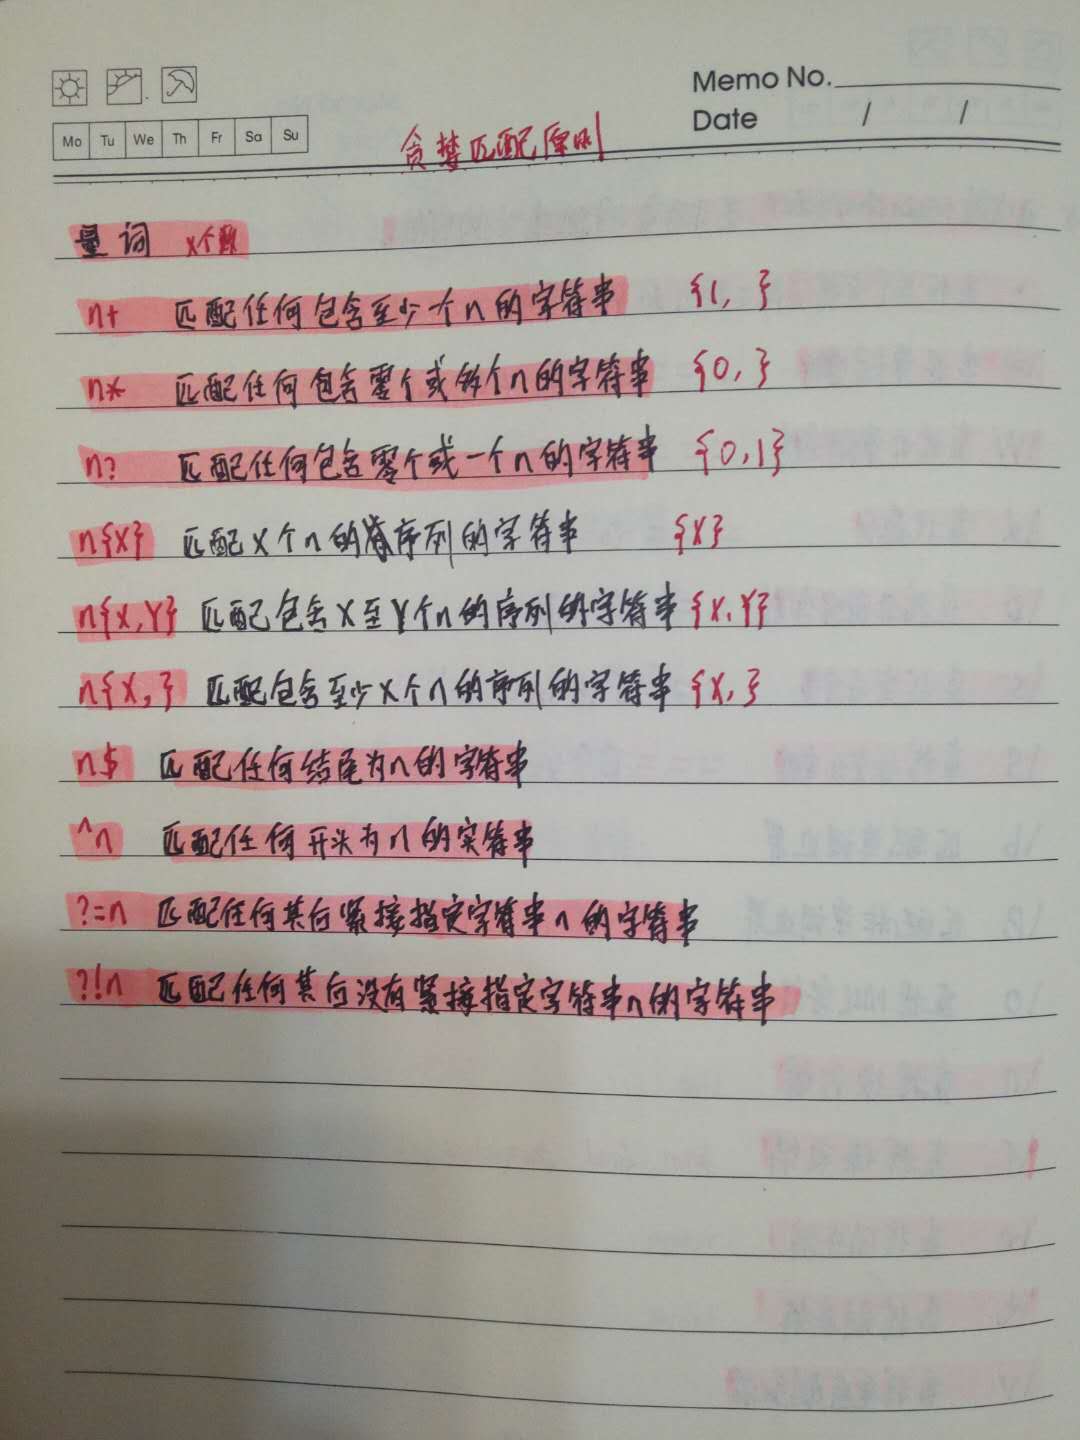 Memo No.
Date / /
Mo Tu We Th Fr Sa Su
贪婪匹配原则
量词 x个数
n+ 匹配任何包含至少一个n的字符串 {1, }
n* 匹配任何包含零个或多个n的字符串 {0, }
n? 匹配任何包含零个或一个n的字符串 {0,1}
n{X} 匹配X个n的序列的字符串 {X}
n{X,Y} 匹配包含X至Y个n的序列的字符串 {X,Y}
n{X, } 匹配包含至少X个n的序列的字符串 {X, }
n$ 匹配任何结尾为n的字符串
^n 匹配任何开头为n的字符串
?=n 匹配任何其后紧接指定字符串n的字符串
?!n 匹配任何其后没有紧接指定字符串n的字符串